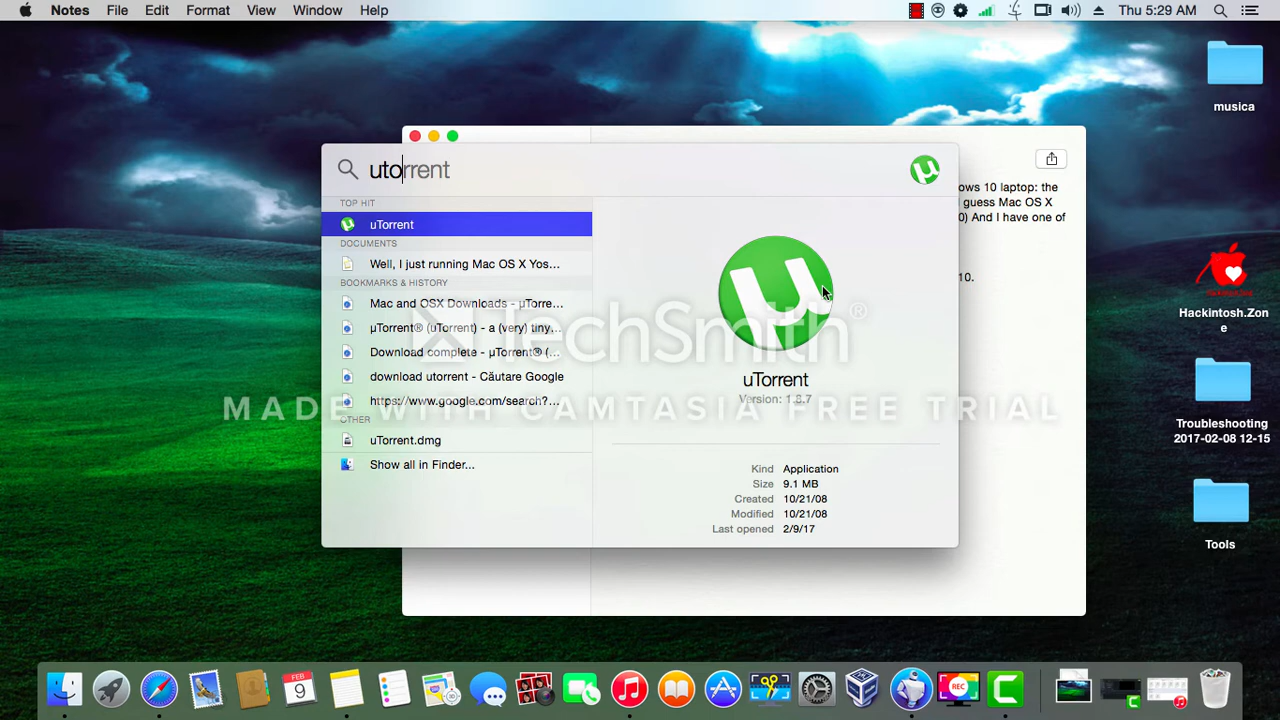 Notes File Edit Format View Window Help
Thu 5:29 AM
musica
utorrent
TOP HIT
uTorrent
DOCUMENTS
Well, I just running Mac OS X Yos...
BOOKMARKS & HISTORY
Mac and OSX Downloads - µTorre...
µTorrent® (uTorrent) - a (very) tiny...
Download complete - µTorrent® (...
download utorrent - Căutare Google
https://www.google.com/search?...
OTHER
uTorrent.dmg
Show all in Finder...
uTorrent
Version: 1.8.7
Kind Application
Size 9.1 MB
Created 10/21/08
Modified 10/21/08
Last opened 2/9/17
ows 10 laptop: the
guess Mac OS X
0) And I have one of
10.
TechSmith®
MADE WITH CAMTASIA FREE TRIAL
Hackintosh.Zon
e
Troubleshooting
2017-02-08 12-15
Tools
FEB
9
REC